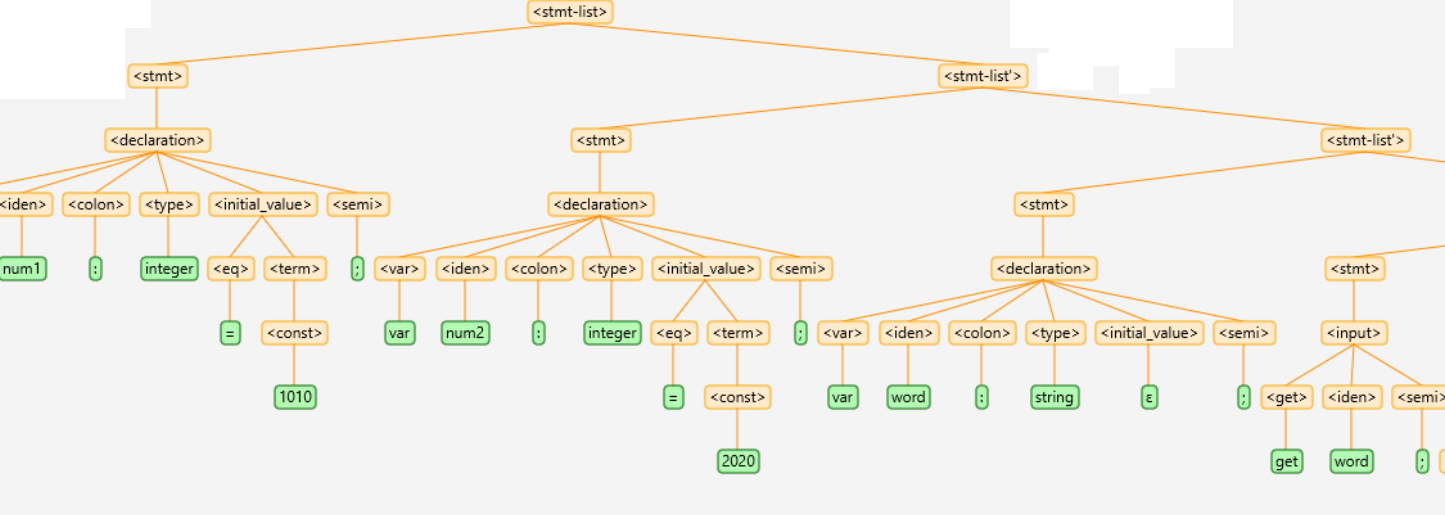 <stmt-list>
<stmt> <stmt-list'>
<declaration> <stmt> <stmt-list'>
<iden> <colon> <type> <initial_value> <semi> <declaration> <stmt>
num1 : integer <eq> <term> ; <var> <iden> <colon> <type> <initial_value> <semi> <declaration> <stmt>
= <const> var num2 : integer <eq> <term> ; <var> <iden> <colon> <type> <initial_value> <semi> <input>
1010 = <const> var word : string ε ; <get> <iden> <semi>
2020 get word ;